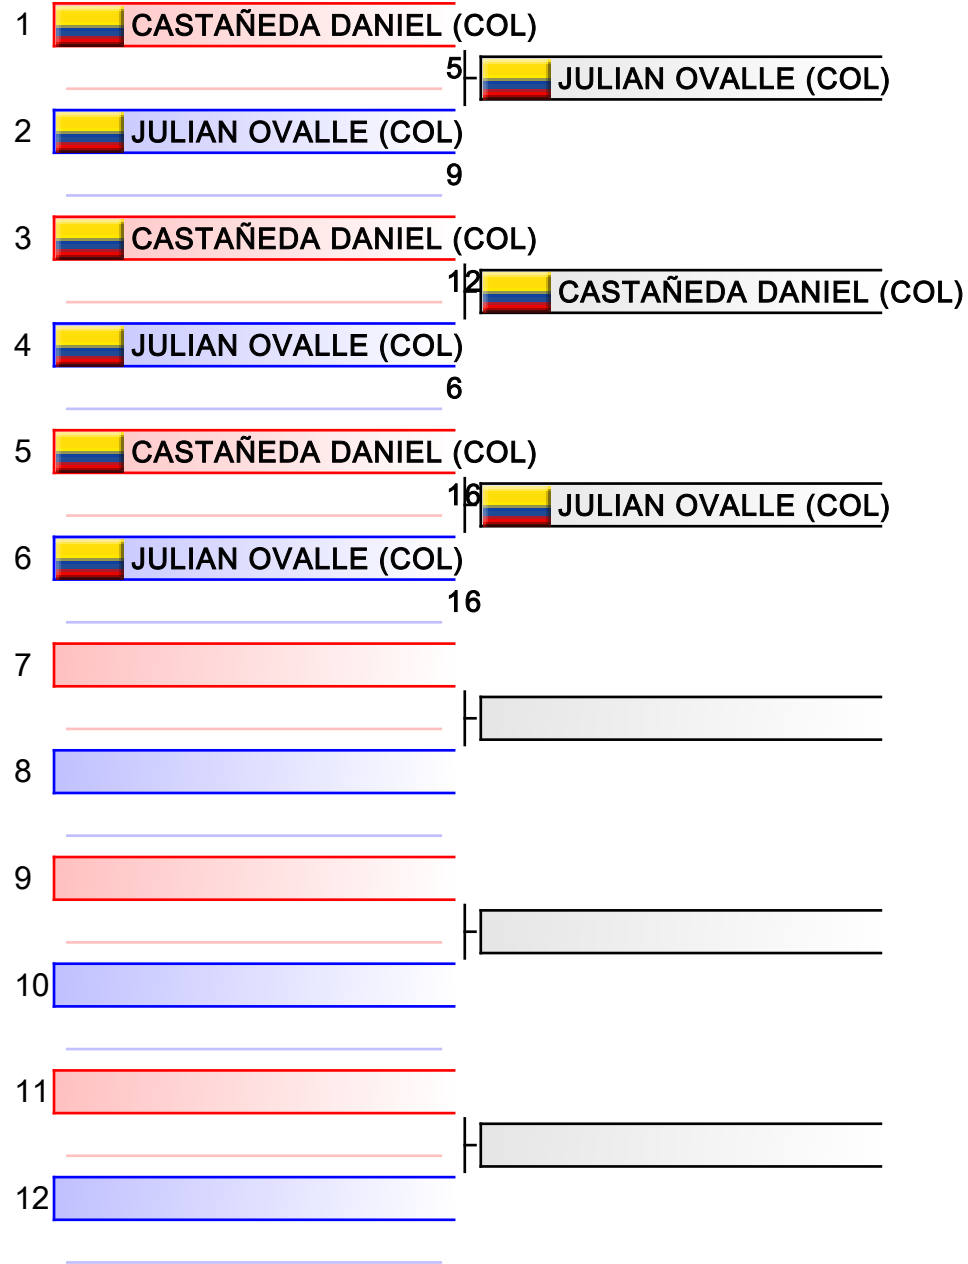 1 CASTAÑEDA DANIEL (COL)
5 JULIAN OVALLE (COL)
2 JULIAN OVALLE (COL)
9
3 CASTAÑEDA DANIEL (COL)
12 CASTAÑEDA DANIEL (COL)
4 JULIAN OVALLE (COL)
6
5 CASTAÑEDA DANIEL (COL)
16 JULIAN OVALLE (COL)
6 JULIAN OVALLE (COL)
16
7
8
9
10
11
12